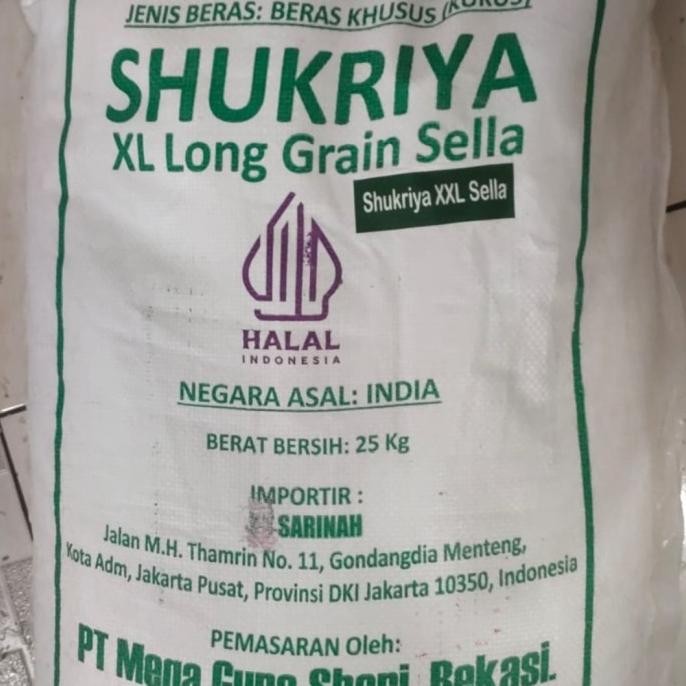 JENIS BERAS: BERAS KHUSUS (KUKUS)
SHUKRIYA
XL Long Grain Sella
Shukriya XXL Sella
HALAL
INDONESIA
NEGARA ASAL: INDIA
BERAT BERSIH: 25 Kg
IMPORTIR :
SARINAH
Jalan M.H. Thamrin No. 11, Gondangdia Menteng,
Kota Adm, Jakarta Pusat, Provinsi DKI Jakarta 10350, Indonesia
PEMASARAN Oleh:
PT Mega Guna Bekasi.